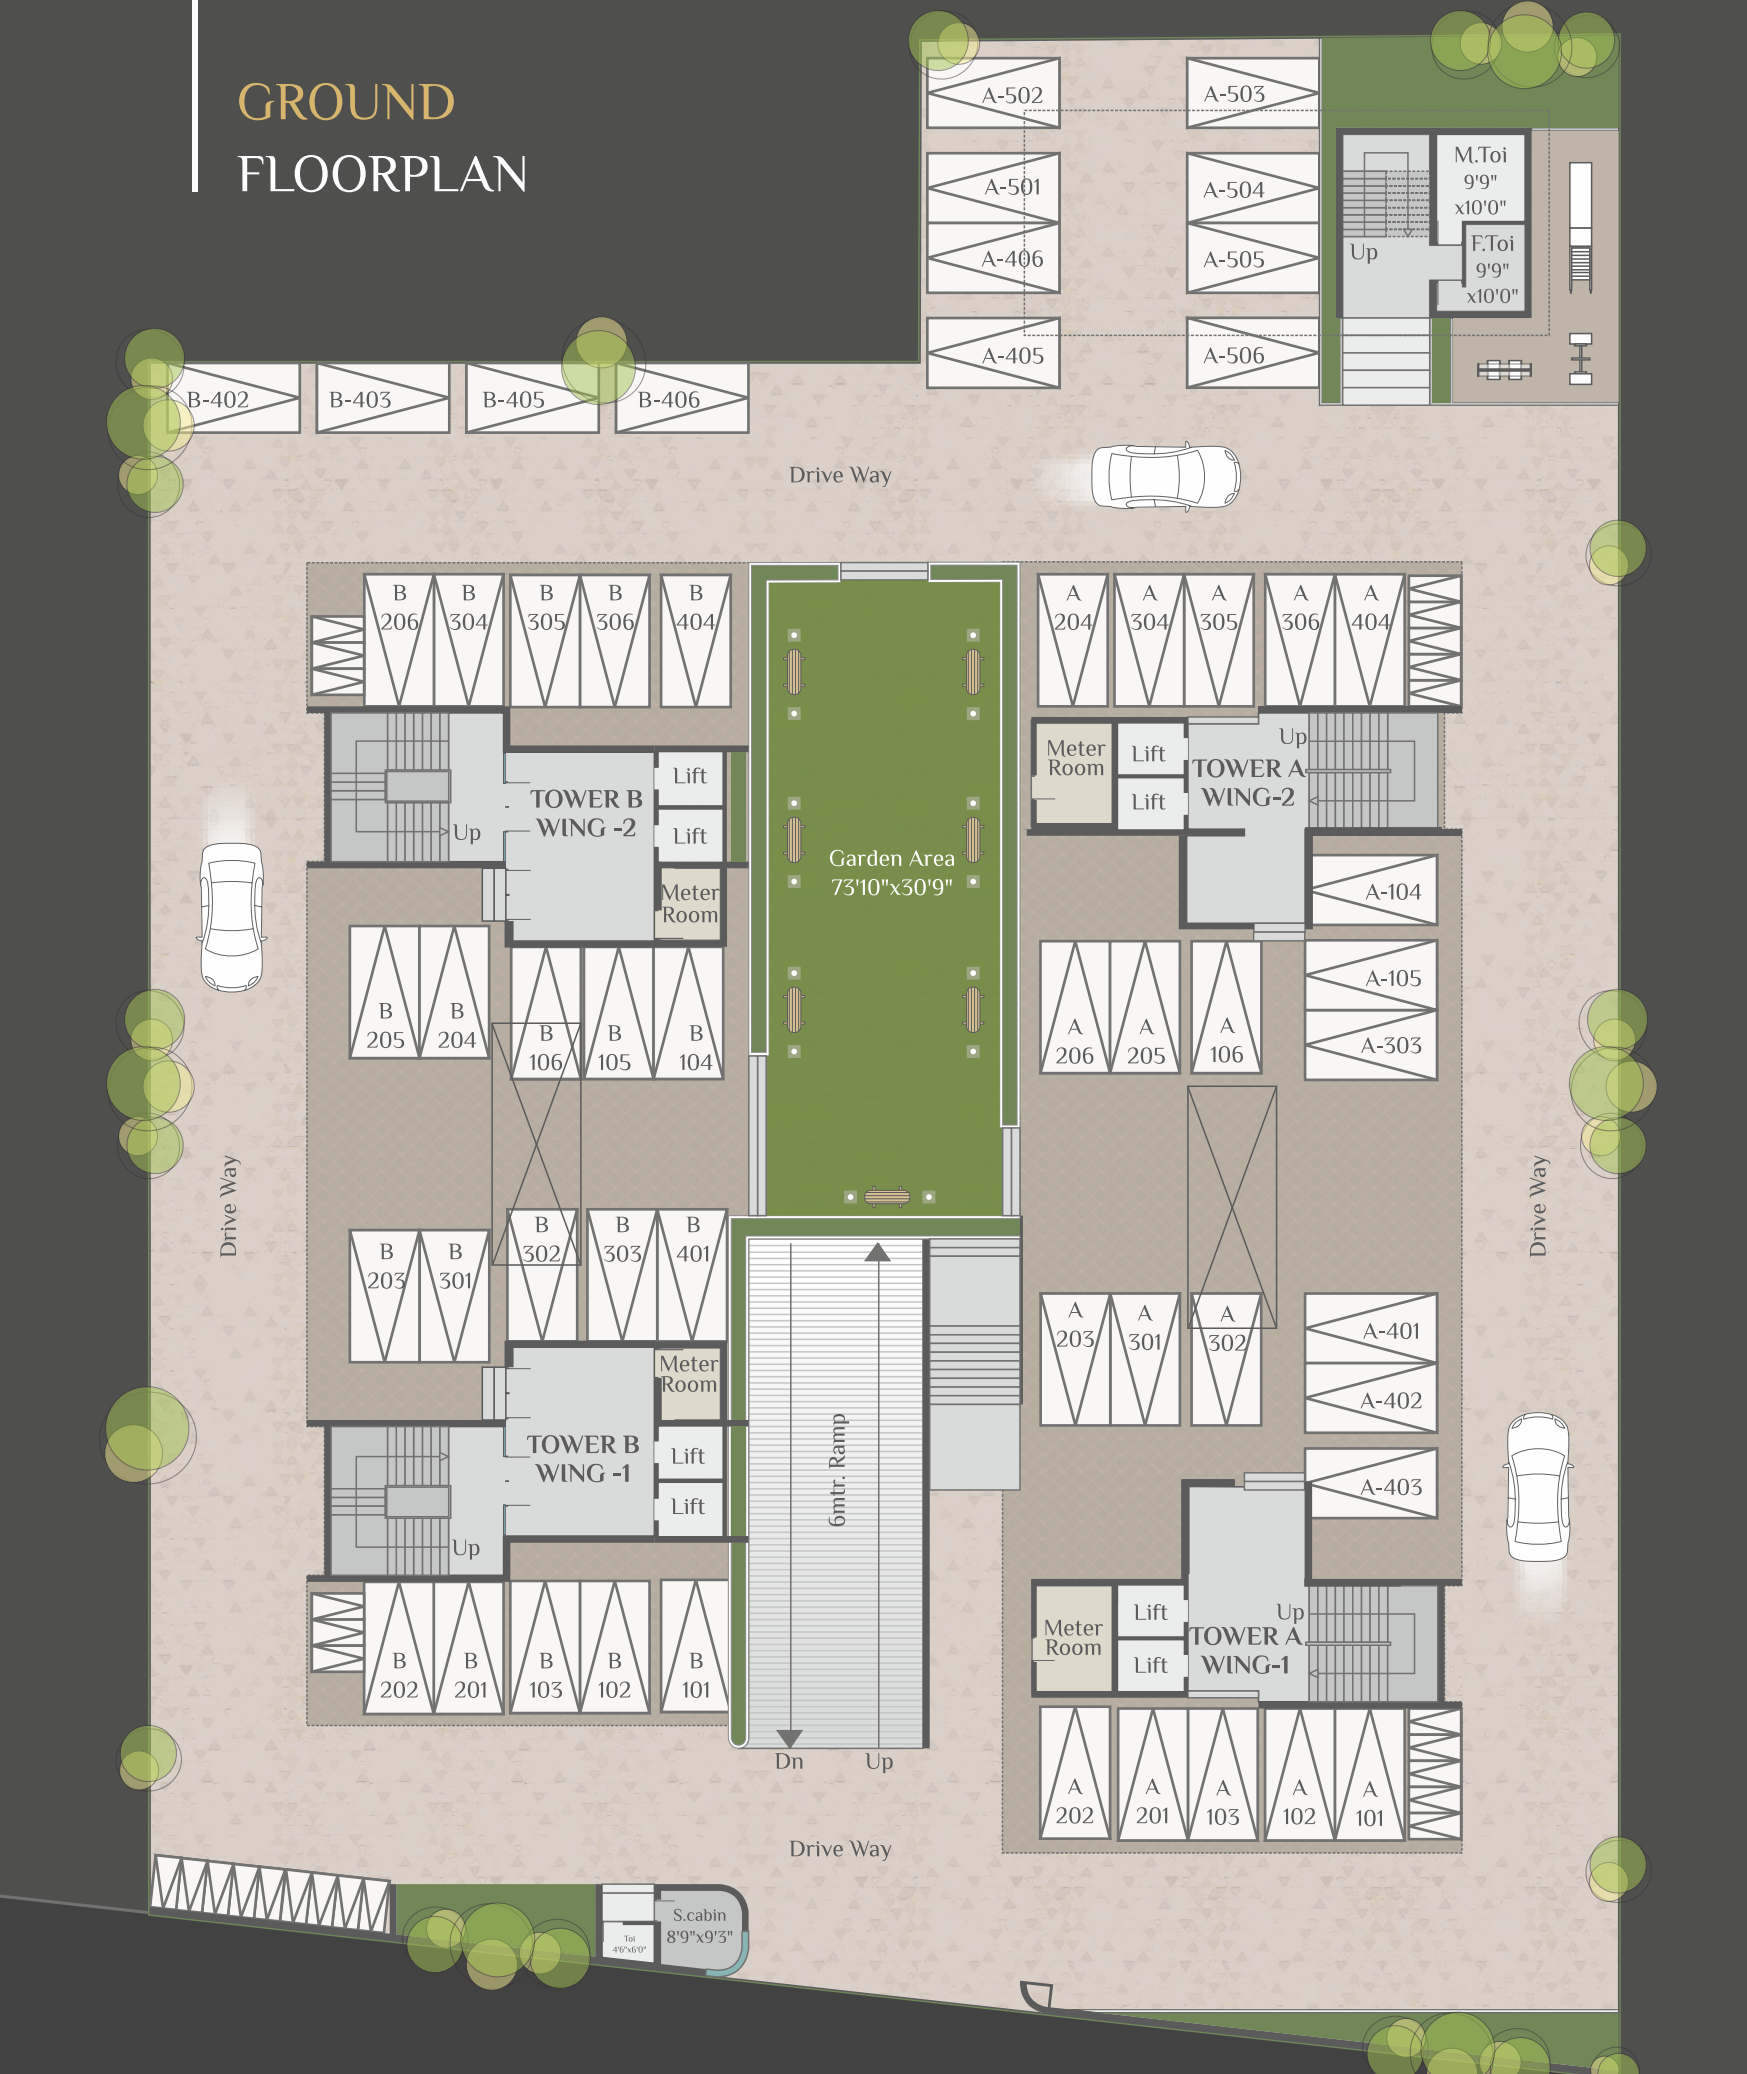 GROUND
FLOORPLAN
A-502
A-503
A-501
A-504
A-406
A-505
A-405
A-506
M.Toi
9'9"
x10'0"
F.Toi
9'9"
x10'0"
Up
B-402
B-403
B-405
B-406
Drive Way
B
206
B
304
B
305
B
306
B
404
A
204
A
304
A
305
A
306
A
404
TOWER B
WING -2
Up
Lift
Lift
Meter
Room
Garden Area
73'10"x30'9"
Meter
Room
Lift
Lift
Up
TOWER A
WING-2
A-104
A-105
A-303
B
205
B
204
B
106
B
105
B
104
A
206
A
205
A
106
Drive Way
Drive Way
B
203
B
301
B
302
B
303
B
401
A
203
A
301
A
302
A-401
A-402
A-403
Meter
Room
TOWER B
WING -1
Lift
Lift
Up
6mtr. Ramp
Meter
Room
Lift
Lift
Up
TOWER A
WING-1
B
202
B
201
B
103
B
102
B
101
Dn
Up
A
202
A
201
A
103
A
102
A
101
Drive Way
S.cabin
8'9"x9'3"
Toi
4'6"x6'0"